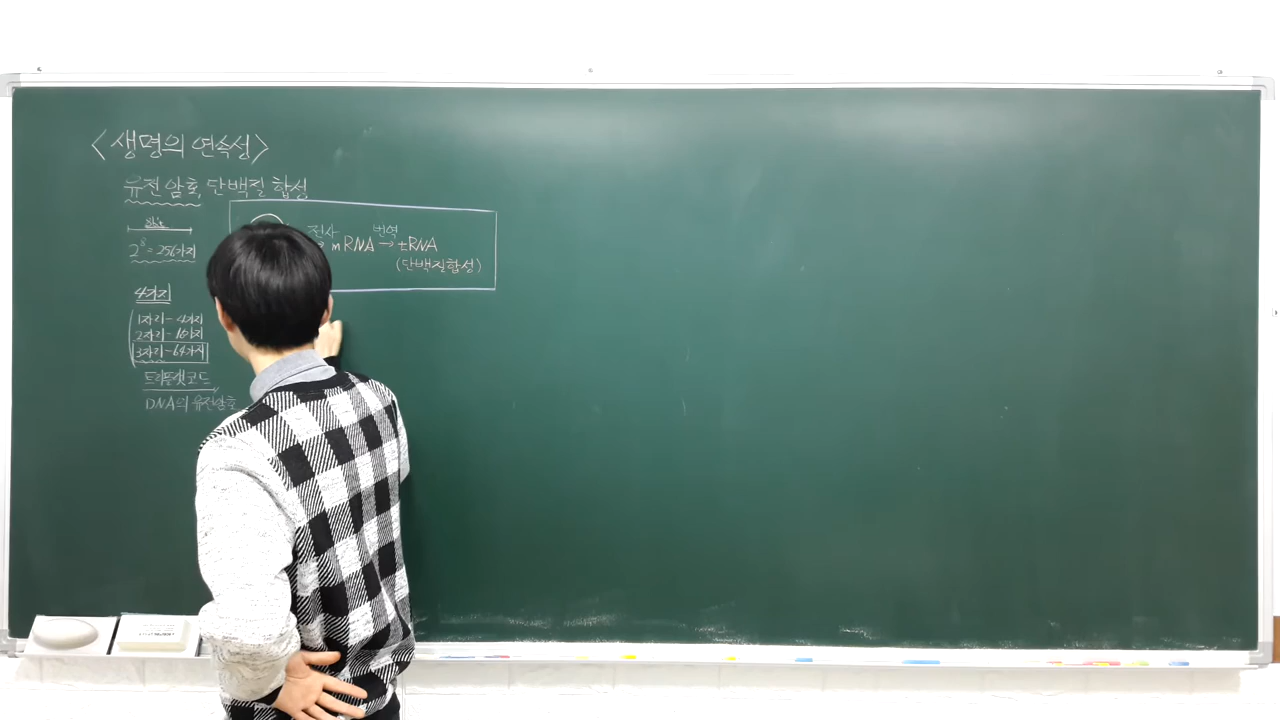 <생명의 연속성>
유전 암호, 단백질 합성
8bit
2⁸=256가지
전사 번역
mRNA → tRNA
(단백질합성)
4가지
1자리-4가지
2자리-16가지
3자리-64가지
트리플렛코드
DNA의 유전암호